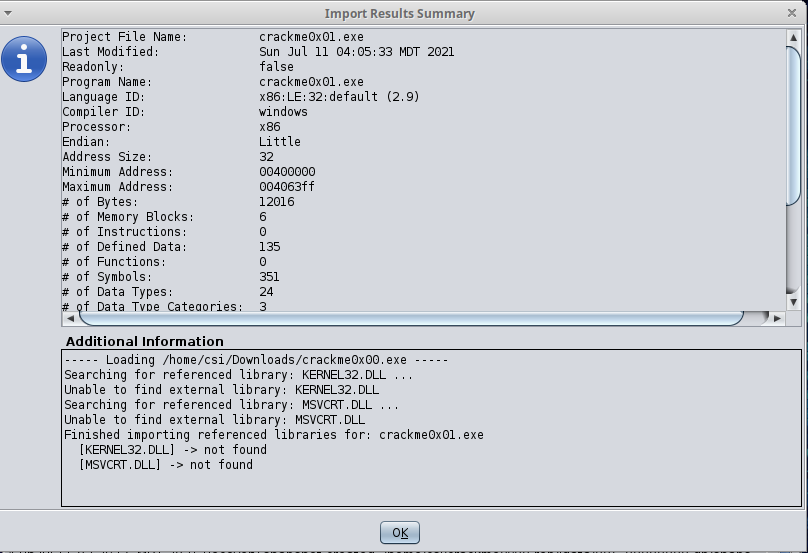 Import Results Summary
Project File Name: crackme0x01.exe
Last Modified: Sun Jul 11 04:05:33 MDT 2021
Readonly: false
Program Name: crackme0x01.exe
Language ID: x86:LE:32:default (2.9)
Compiler ID: windows
Processor: x86
Endian: Little
Address Size: 32
Minimum Address: 00400000
Maximum Address: 004063ff
# of Bytes: 12016
# of Memory Blocks: 6
# of Instructions: 0
# of Defined Data: 135
# of Functions: 0
# of Symbols: 351
# of Data Types: 24
# of Data Type Categories: 3
Additional Information
----- Loading /home/csi/Downloads/crackme0x00.exe -----
Searching for referenced library: KERNEL32.DLL ...
Unable to find external library: KERNEL32.DLL
Searching for referenced library: MSVCRT.DLL ...
Unable to find external library: MSVCRT.DLL
Finished importing referenced libraries for: crackme0x01.exe
[KERNEL32.DLL] -> not found
[MSVCRT.DLL] -> not found
OK